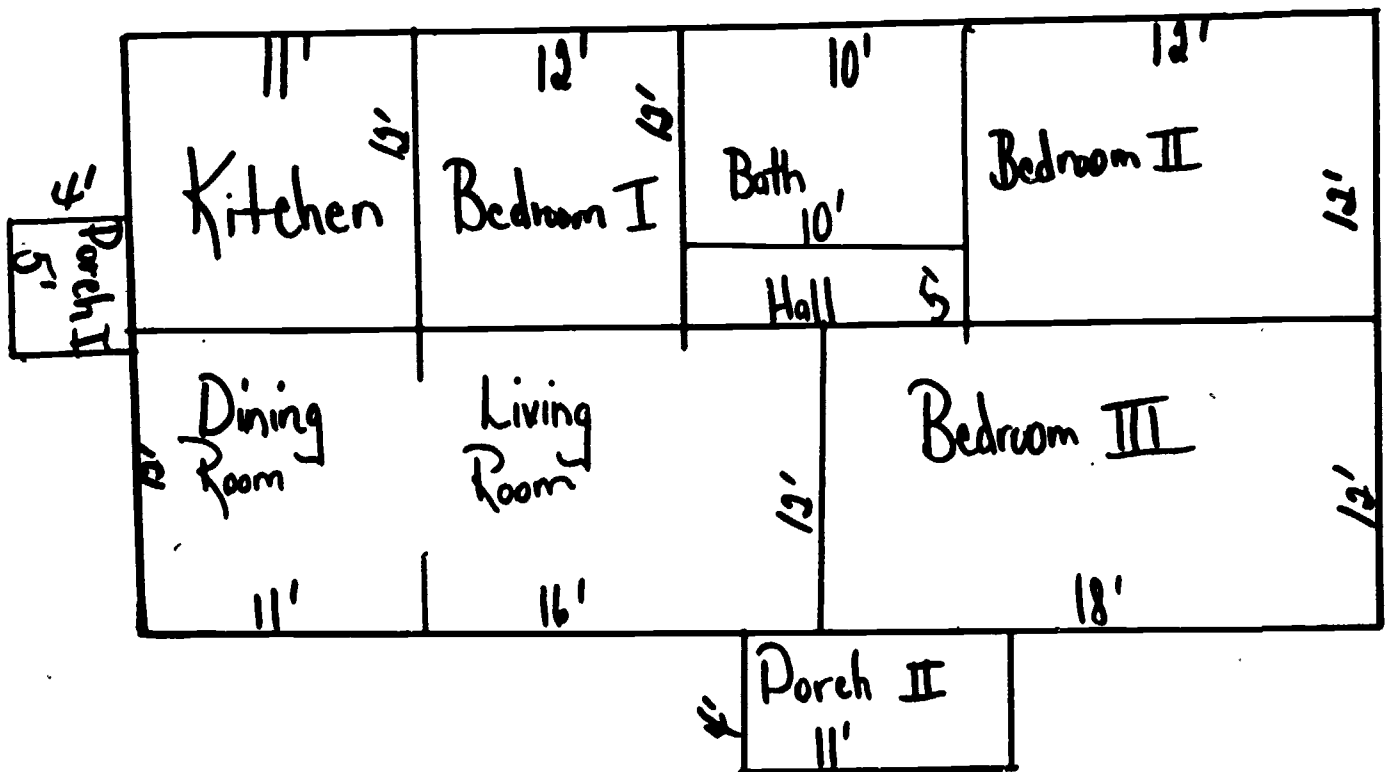 11'
12'
10'
12'
12'
12'
Kitchen
Bedroom I
Bath
10'
Bedroom II
12'
4'
Porch I
5'
Hall
5'
Dining
Room
Living
Room
Bedroom III
12'
12'
12'
11'
16'
18'
Porch II
4'
11'